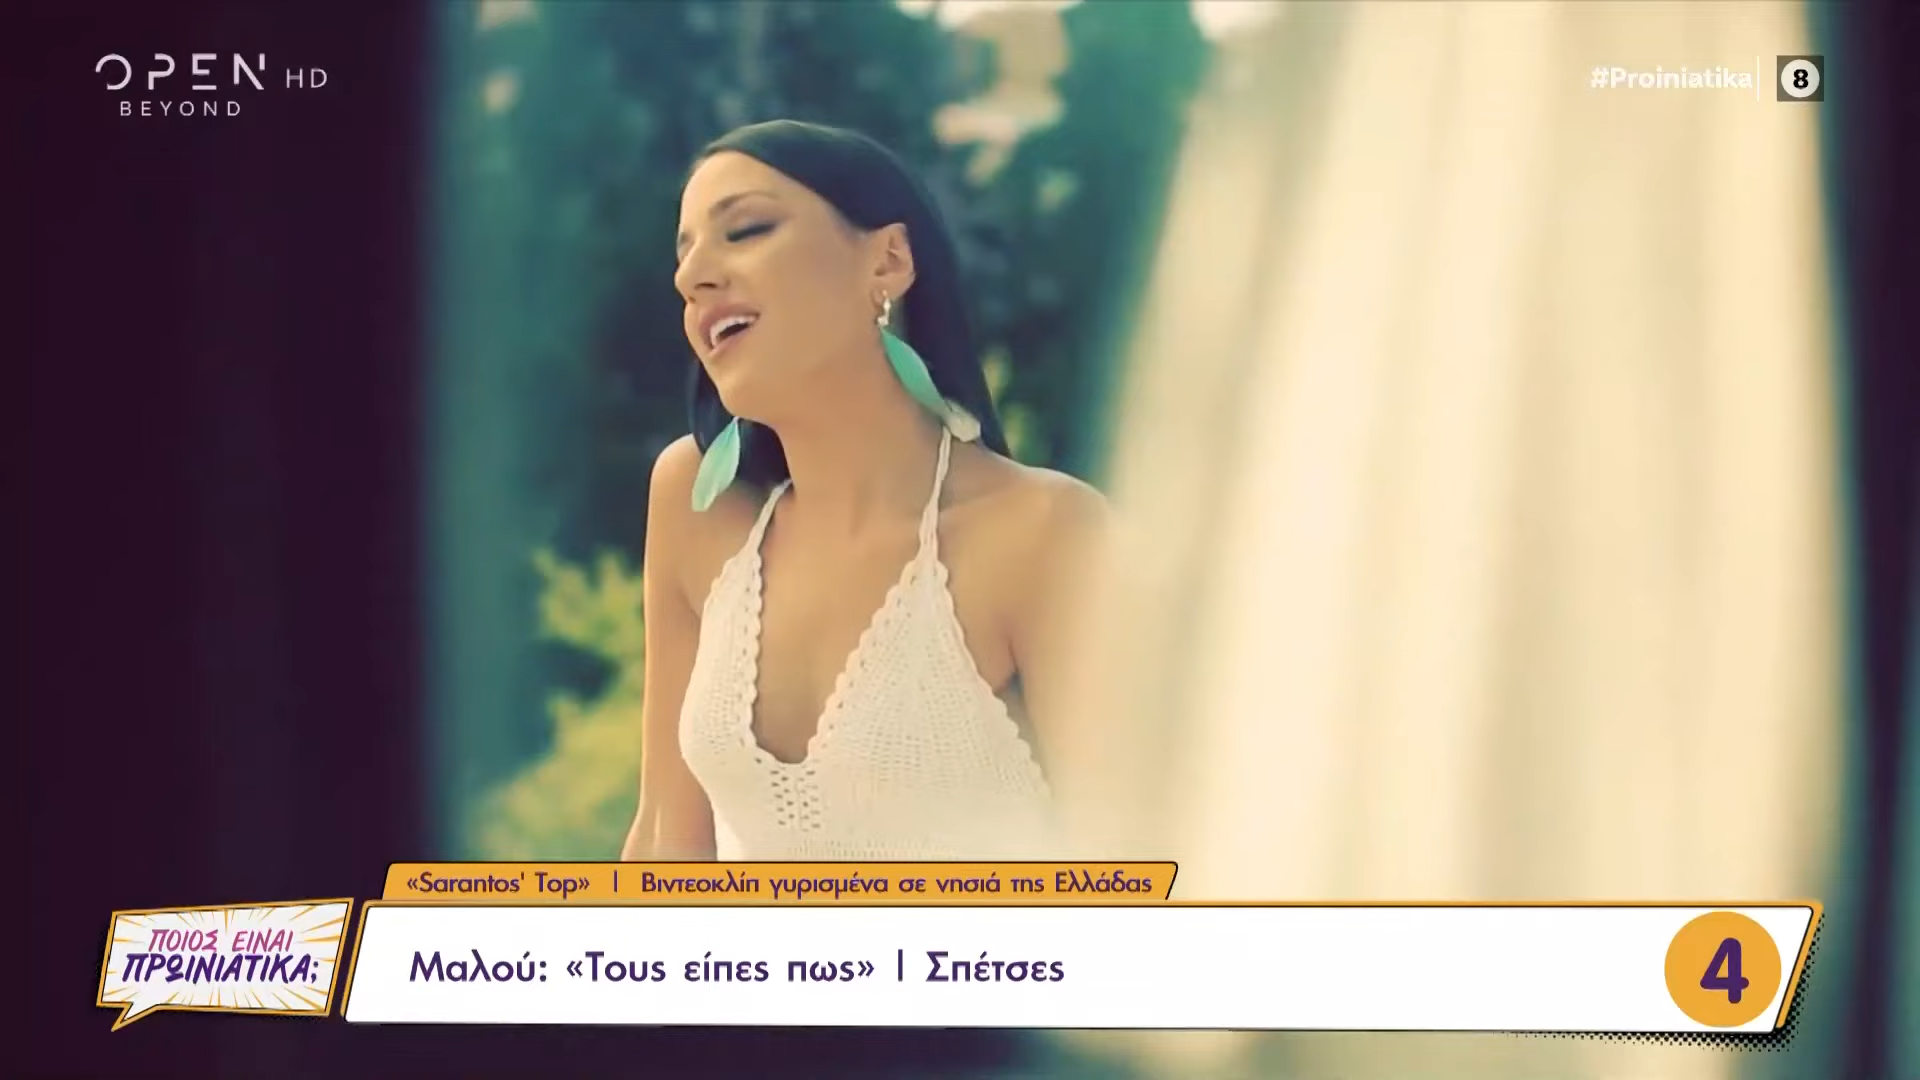 OPEN HD
BEYOND
#Proiniatika 8
«Sarantos' Top» | Βιντεοκλίπ γυρισμένα σε νησιά της Ελλάδας
ΠΟΙΟΣ ΕΙΝΑΙ
ΠΡΩΙΝΙΑΤΙΚΑ;
Μαλού: «Τους είπες πως» | Σπέτσες
4